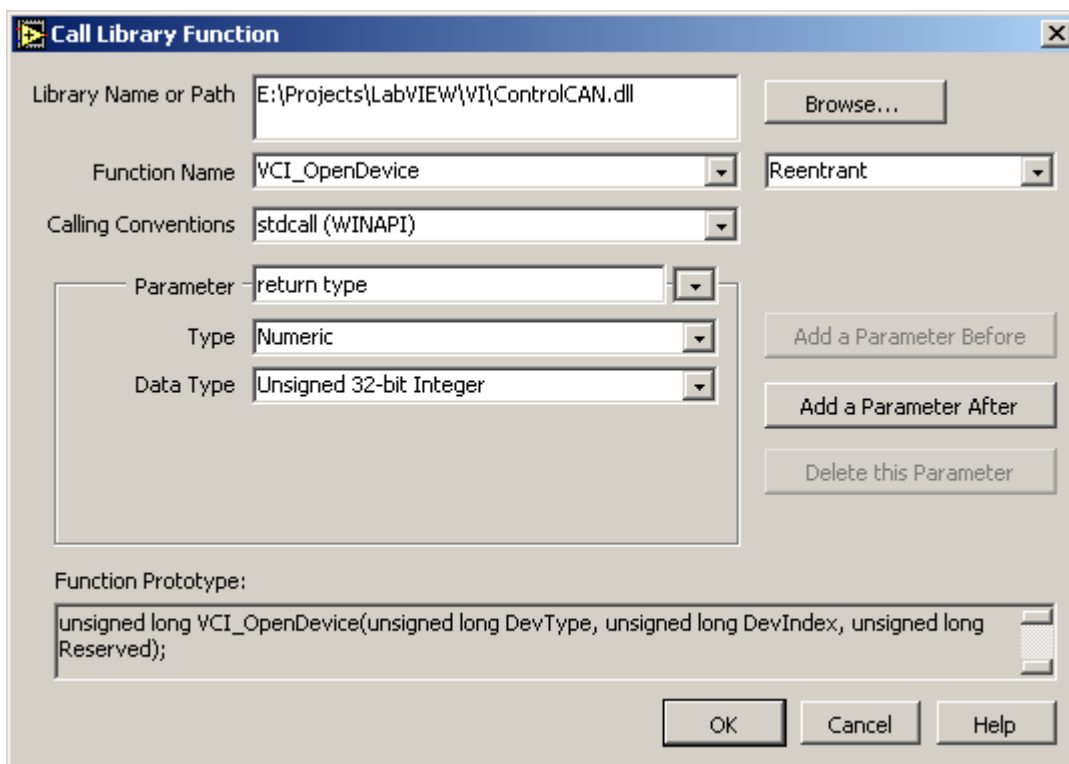 Call Library Function
Library Name or Path
E:\Projects\LabVIEW\VI\ControlCAN.dll
Browse...
Function Name
VCI_OpenDevice
Reentrant
Calling Conventions
stdcall (WINAPI)
Parameter
return type
Type
Numeric
Add a Parameter Before
Data Type
Unsigned 32-bit Integer
Add a Parameter After
Delete this Parameter
Function Prototype:
unsigned long VCI_OpenDevice(unsigned long DevType, unsigned long DevIndex, unsigned long
Reserved);
OK
Cancel
Help